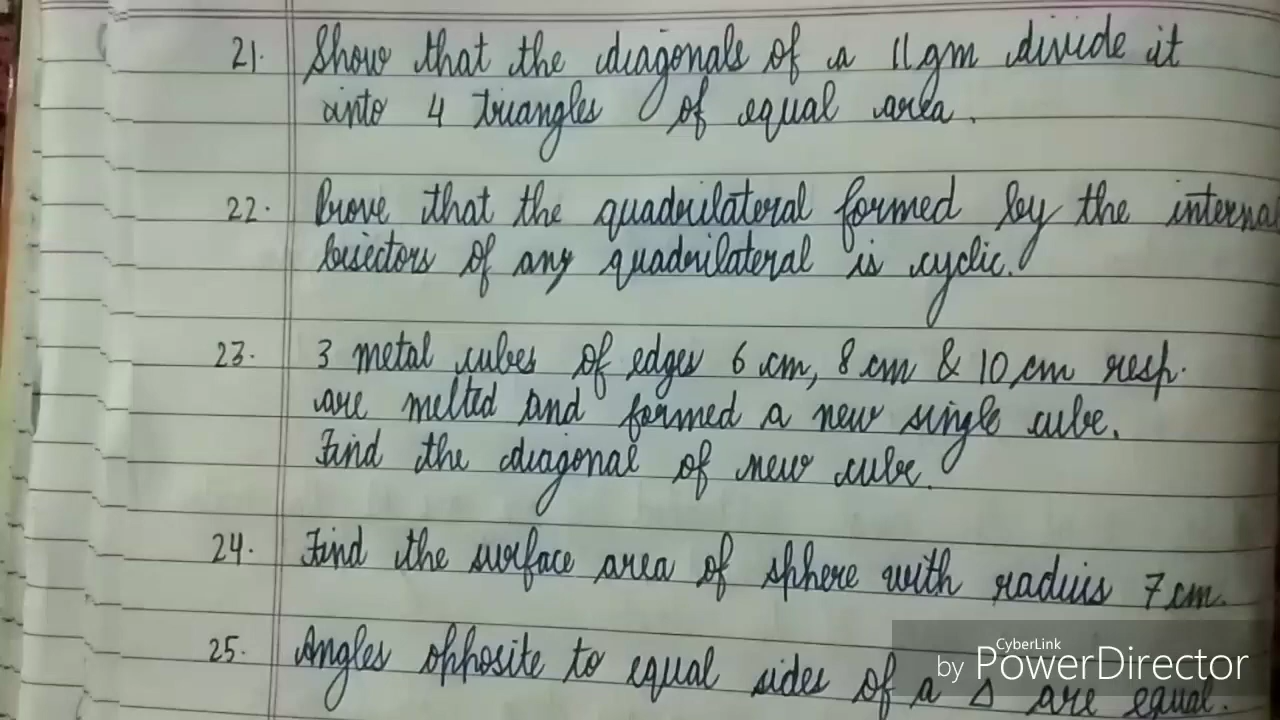 21. Show that the diagonals of a ||gm divide it
into 4 triangles of equal area.
22. Prove that the quadrilateral formed by the interna
bisectors of any quadrilateral is cyclic.
23. 3 metal cubes of edges 6 cm, 8 cm & 10 cm resp.
are melted and formed a new single cube.
Find the diagonal of new cube.
24. Find the surface area of sphere with radius 7 cm.
25. Angles opposite to equal sides of a Δ are equal.
CyberLink
by PowerDirector